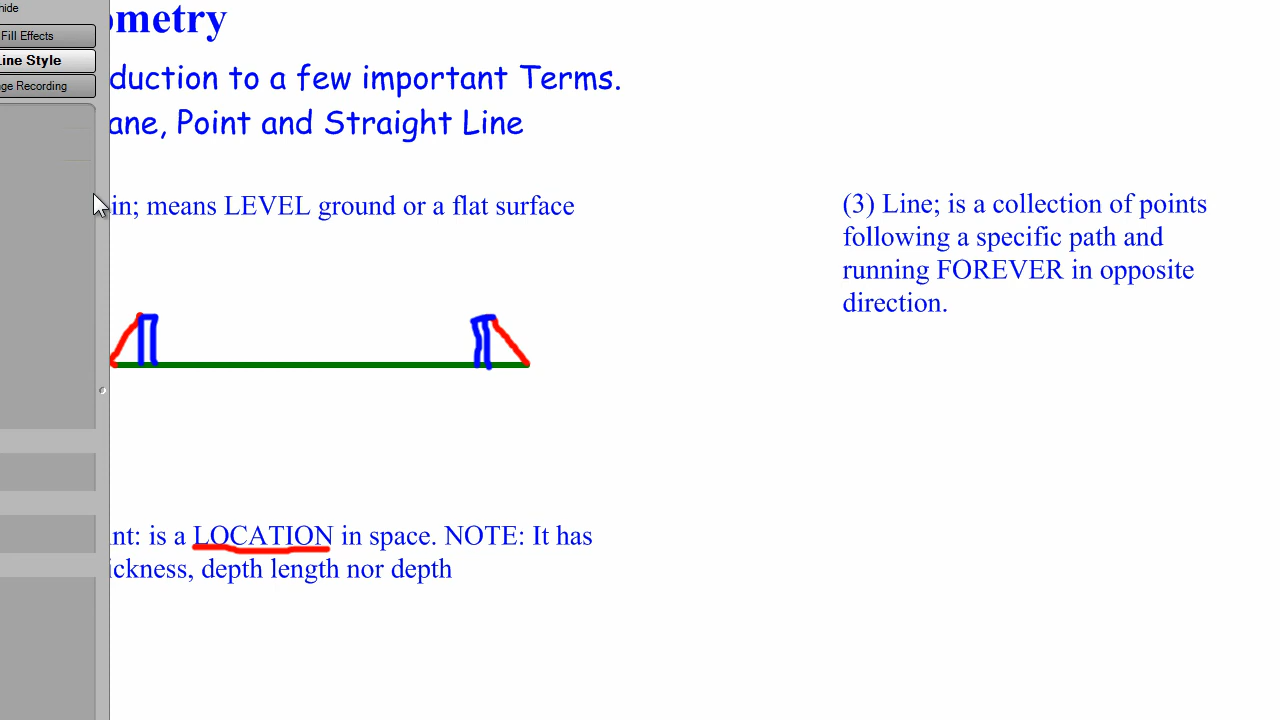 hide
Fill Effects
Line Style
ge Recording
ometry
duction to a few important Terms.
ane, Point and Straight Line
in; means LEVEL ground or a flat surface
(3) Line; is a collection of points
following a specific path and
running FOREVER in opposite
direction.
int: is a LOCATION in space. NOTE: It has
ickness, depth length nor depth